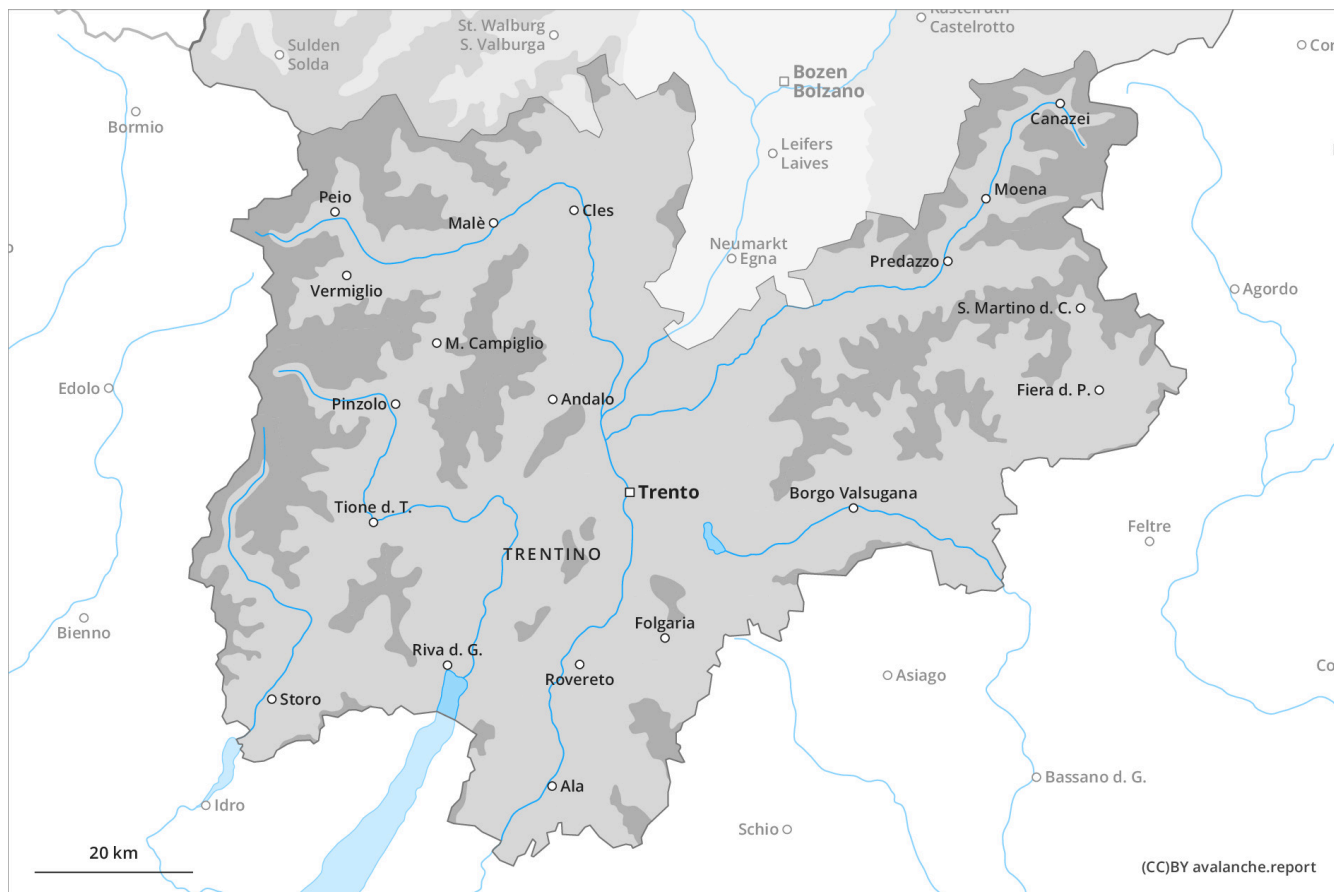 Kastelruth
Castelrotto
St. Walburg
S. Valburga
Sulden
Solda
Bozen
Bolzano
Bormio
Canazei
Leifers
Laives
Moena
Peio
Malè
Cles
Neumarkt
Egna
Predazzo
Vermiglio
Agordo
S. Martino d. C.
M. Campiglio
Edolo
Fiera d. P.
Pinzolo
Andalo
Trento
Borgo Valsugana
Tione d. T.
Feltre
TRENTINO
Bienno
Folgaria
Riva d. G.
Rovereto
Asiago
Storo
Ala
Bassano d. G.
Idro
Schio
20 km
(CC)BY avalanche.report